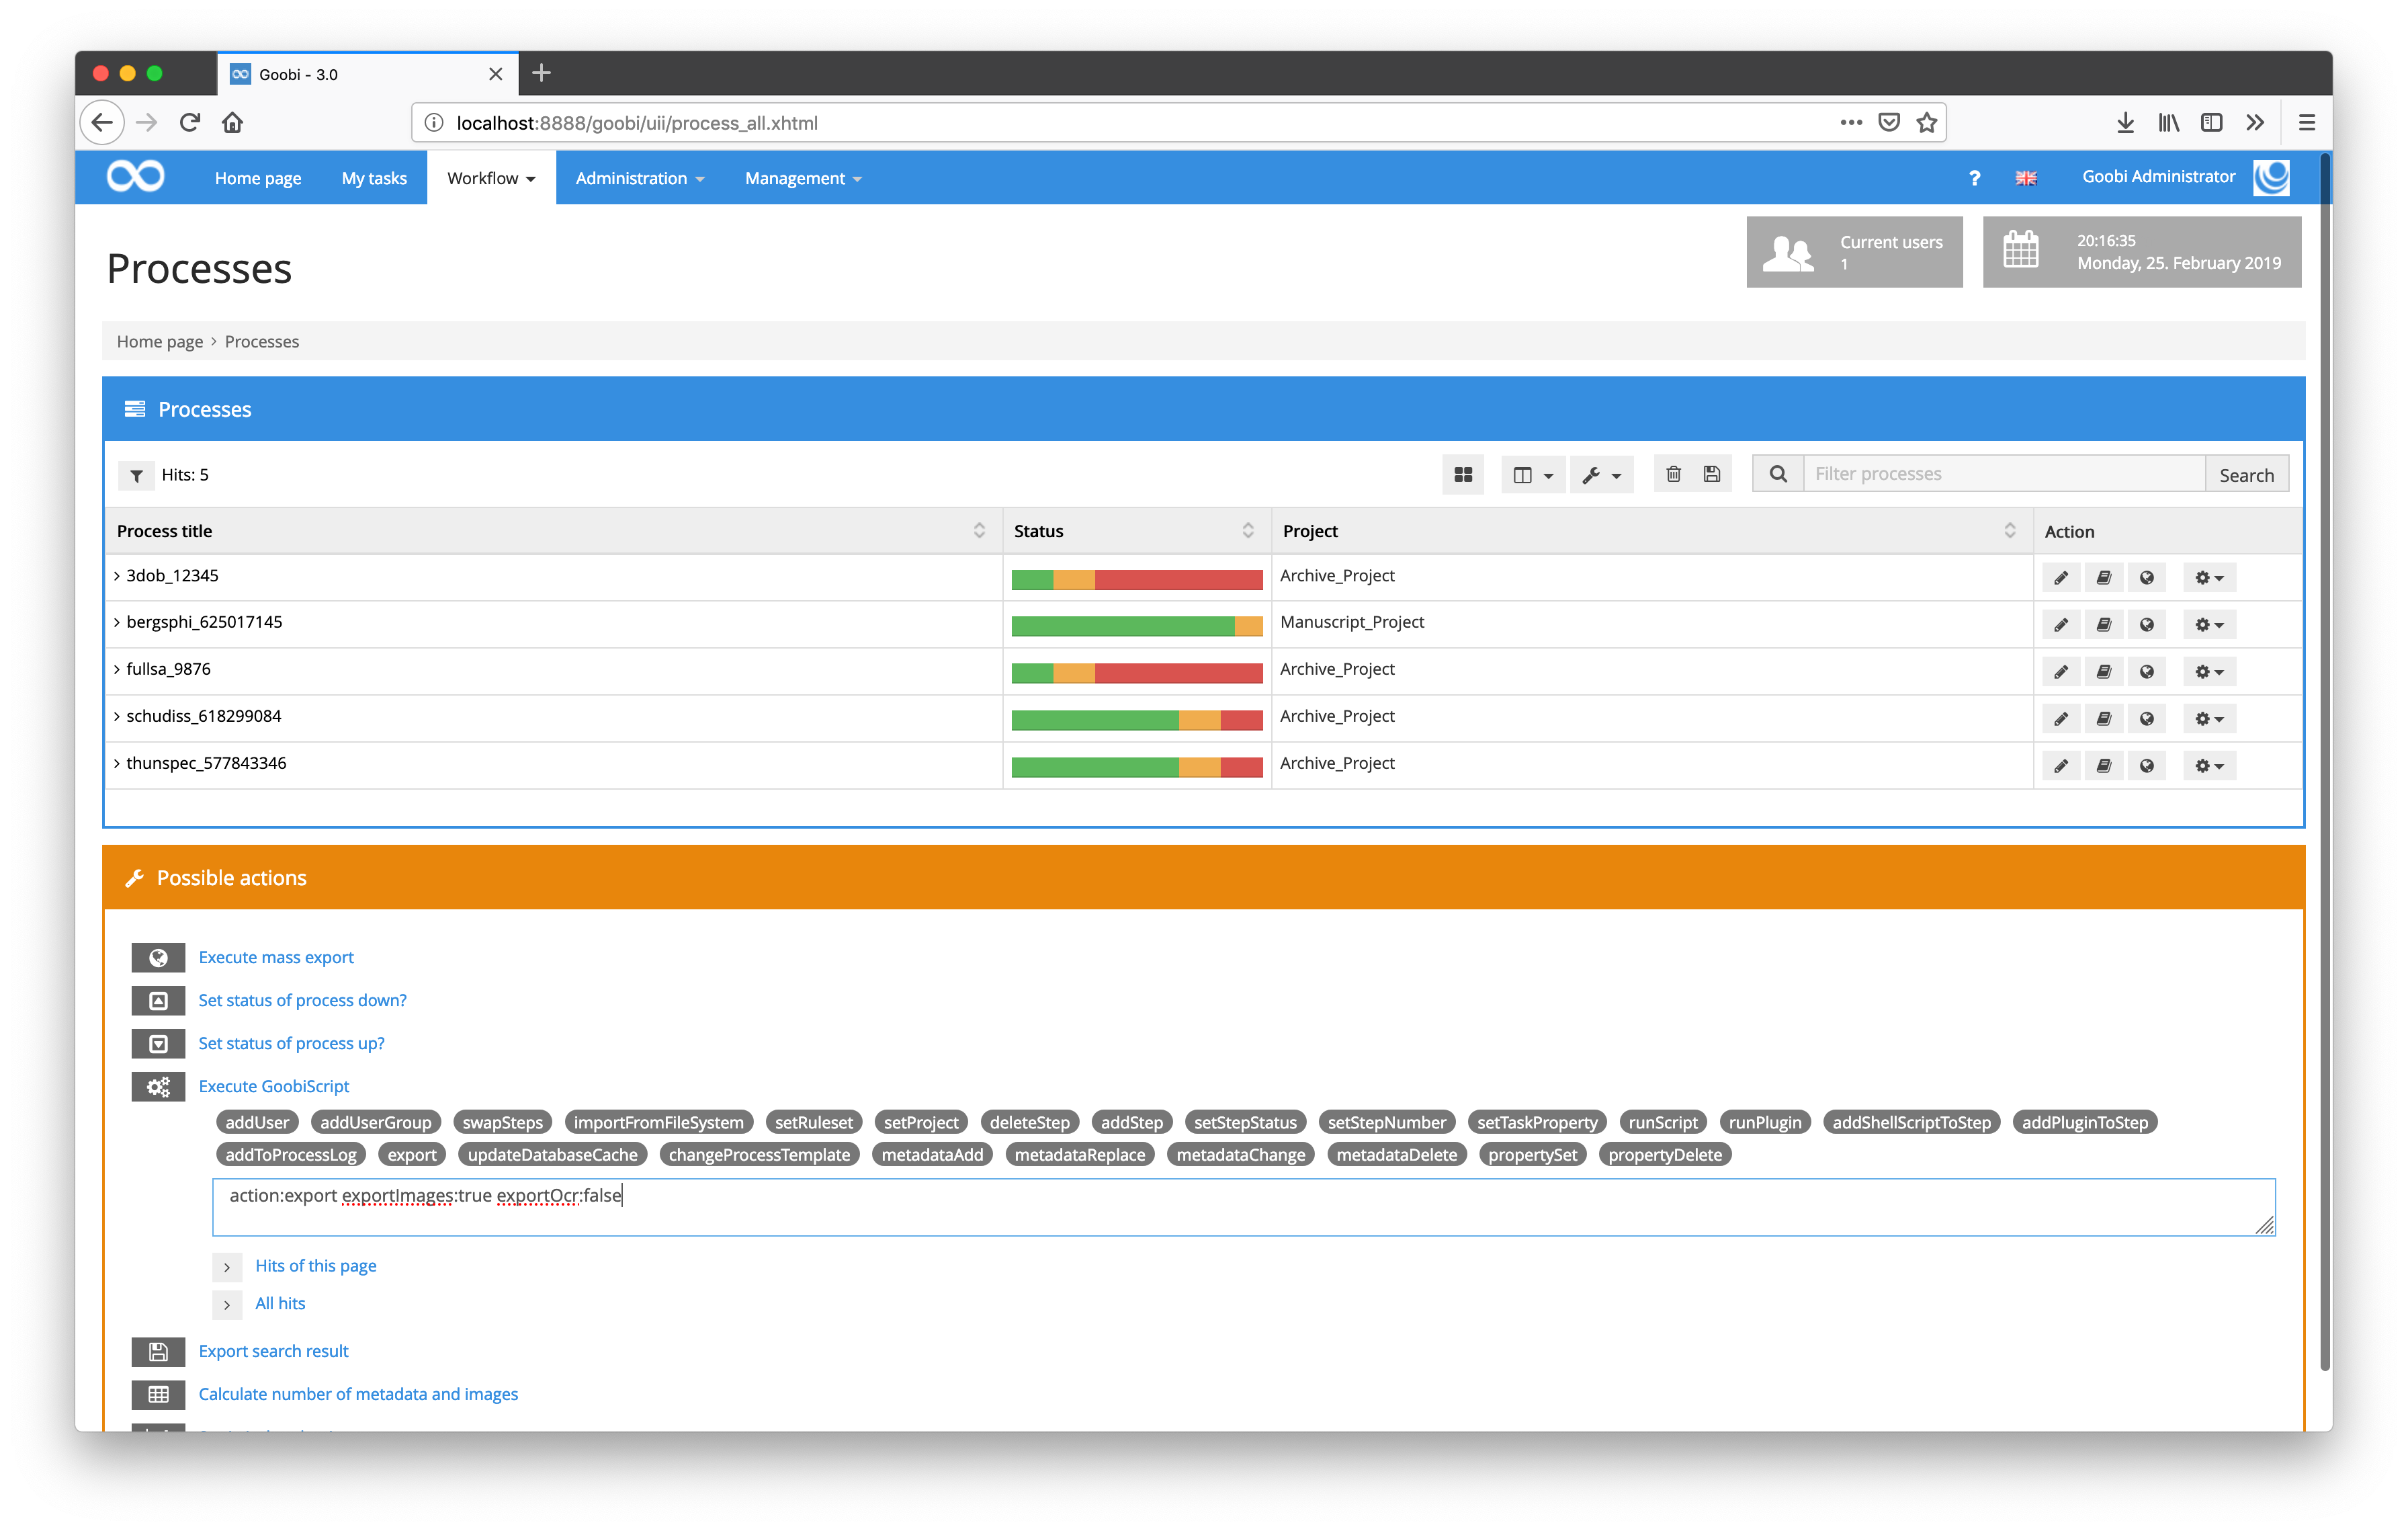 Goobi - 3.0
localhost:8888/goobi/uii/process_all.xhtml
Home page My tasks Workflow Administration Management ? Goobi Administrator
Processes
Current users
1
20:16:35
Monday, 25. February 2019
Home page > Processes
Processes
Hits: 5 Filter processes Search
Process title Status Project Action
3dob_12345 Archive_Project
bergsphi_625017145 Manuscript_Project
fullsa_9876 Archive_Project
schudiss_618299084 Archive_Project
thunspec_577843346 Archive_Project
Possible actions
Execute mass export
Set status of process down?
Set status of process up?
Execute GoobiScript
addUser addUserGroup swapSteps importFromFileSystem setRuleset setProject deleteStep addStep setStepStatus setStepNumber setTaskProperty runScript runPlugin addShellScriptToStep addPluginToStep
addToProcessLog export updateDatabaseCache changeProcessTemplate metadataAdd metadataReplace metadataChange metadataDelete propertySet propertyDelete
action:export exportImages:true exportOcr:false
Hits of this page
All hits
Export search result
Calculate number of metadata and images